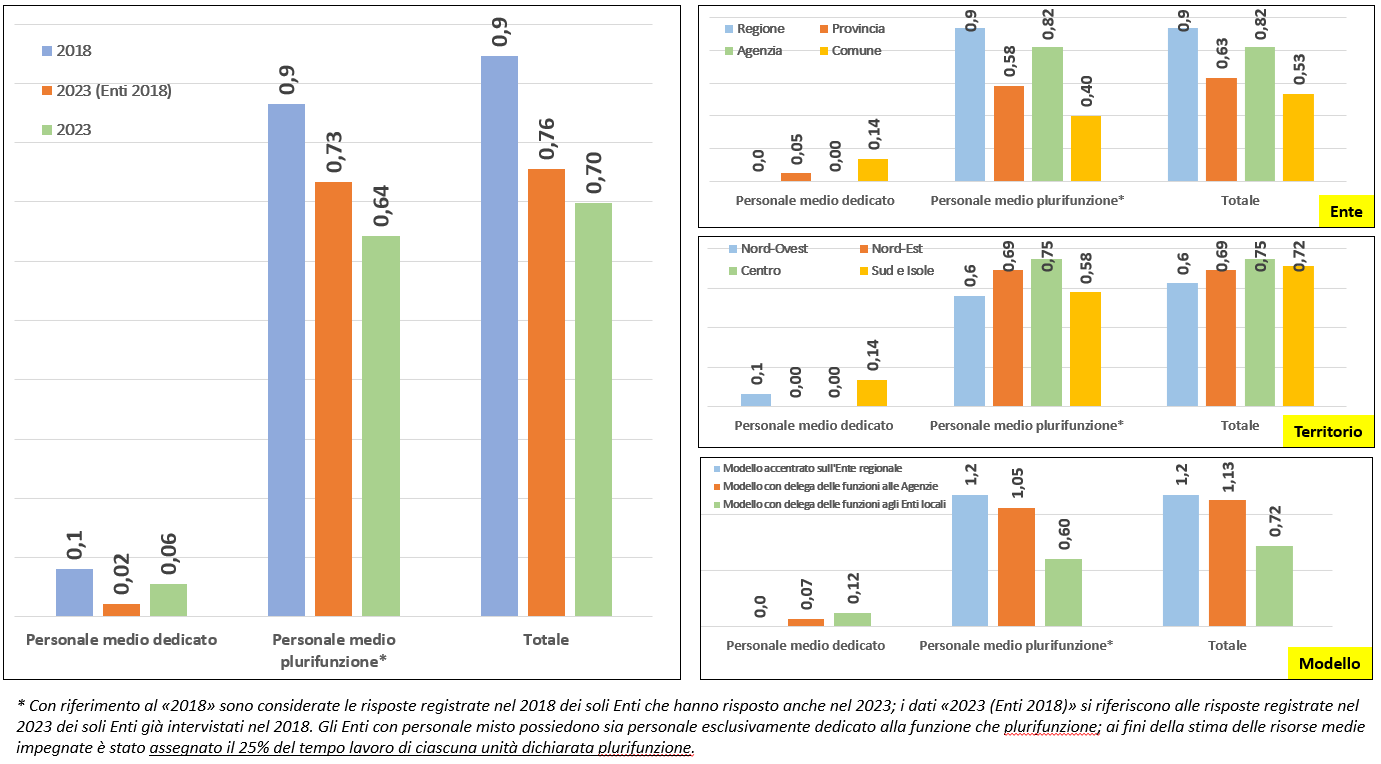 2018
2023 (Enti 2018)
2023
0,1
0,02
0,06
0,9
0,73
0,64
0,9
0,76
0,70
Personale medio dedicato
Personale medio
plurifunzione*
Totale
Regione
Provincia
Agenzia
Comune
0,0
0,05
0,00
0,14
0,9
0,58
0,82
0,40
0,9
0,63
0,82
0,53
Personale medio dedicato
Personale medio plurifunzione*
Totale
Ente
Nord-Ovest
Nord-Est
Centro
Sud e Isole
0,1
0,00
0,00
0,14
0,6
0,69
0,75
0,58
0,6
0,69
0,75
0,72
Personale medio dedicato
Personale medio plurifunzione*
Totale
Territorio
Modello accentrato sull'Ente regionale
Modello con delega delle funzioni alle Agenzie
Modello con delega delle funzioni agli Enti locali
0,0
0,07
0,12
1,2
1,05
0,60
1,2
1,13
0,72
Personale medio dedicato
Personale medio plurifunzione*
Totale
Modello
* Con riferimento al «2018» sono considerate le risposte registrate nel 2018 dei soli Enti che hanno risposto anche nel 2023; i dati «2023 (Enti 2018)» si riferiscono alle risposte registrate nel
2023 dei soli Enti già intervistati nel 2018. Gli Enti con personale misto possiedono sia personale esclusivamente dedicato alla funzione che plurifunzione; ai fini della stima delle risorse medie
impegnate è stato assegnato il 25% del tempo lavoro di ciascuna unità dichiarata plurifunzione.